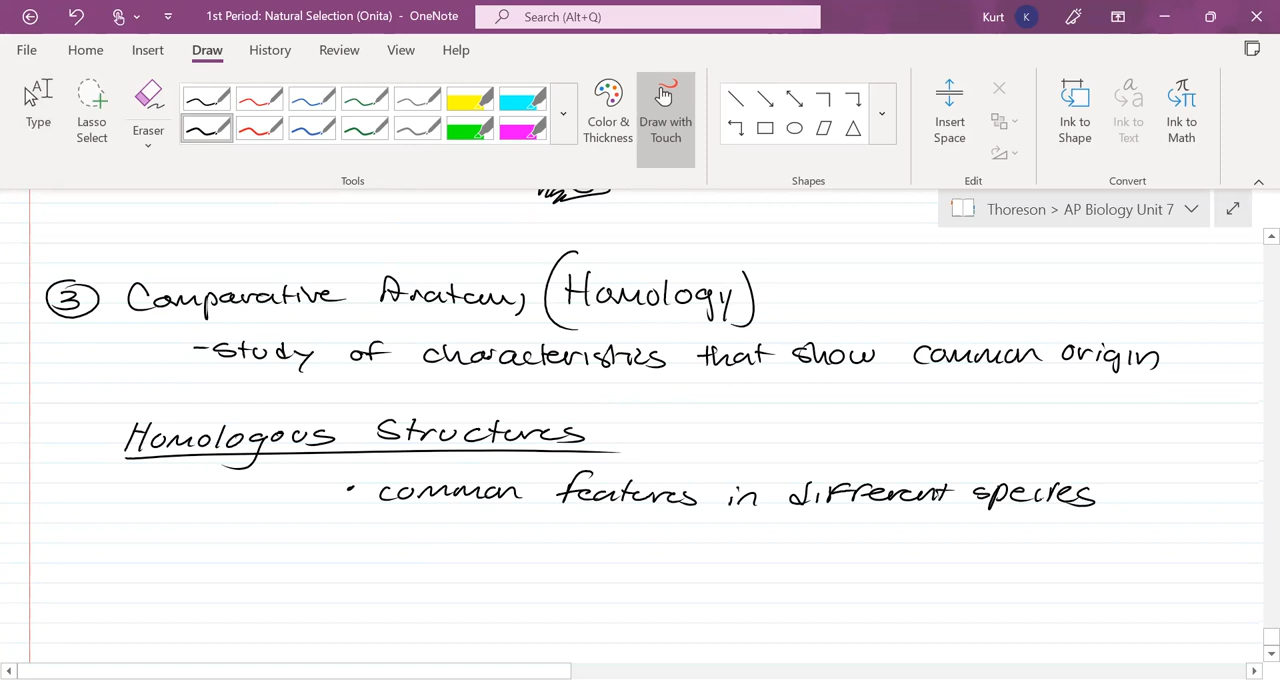 1st Period: Natural Selection (Onita) - OneNote
Search (Alt+Q)
Kurt
K
File Home Insert Draw History Review View Help
Type
Lasso Select
Eraser
Color & Thickness
Draw with Touch
Insert Space
Ink to Shape
Ink to Text
Ink to Math
Tools
Shapes
Edit
Convert
Thoreson > AP Biology Unit 7
③ Comparative Anatomy (Homology)
- study of characteristics that show common origin
Homologous Structures
• common features in different species